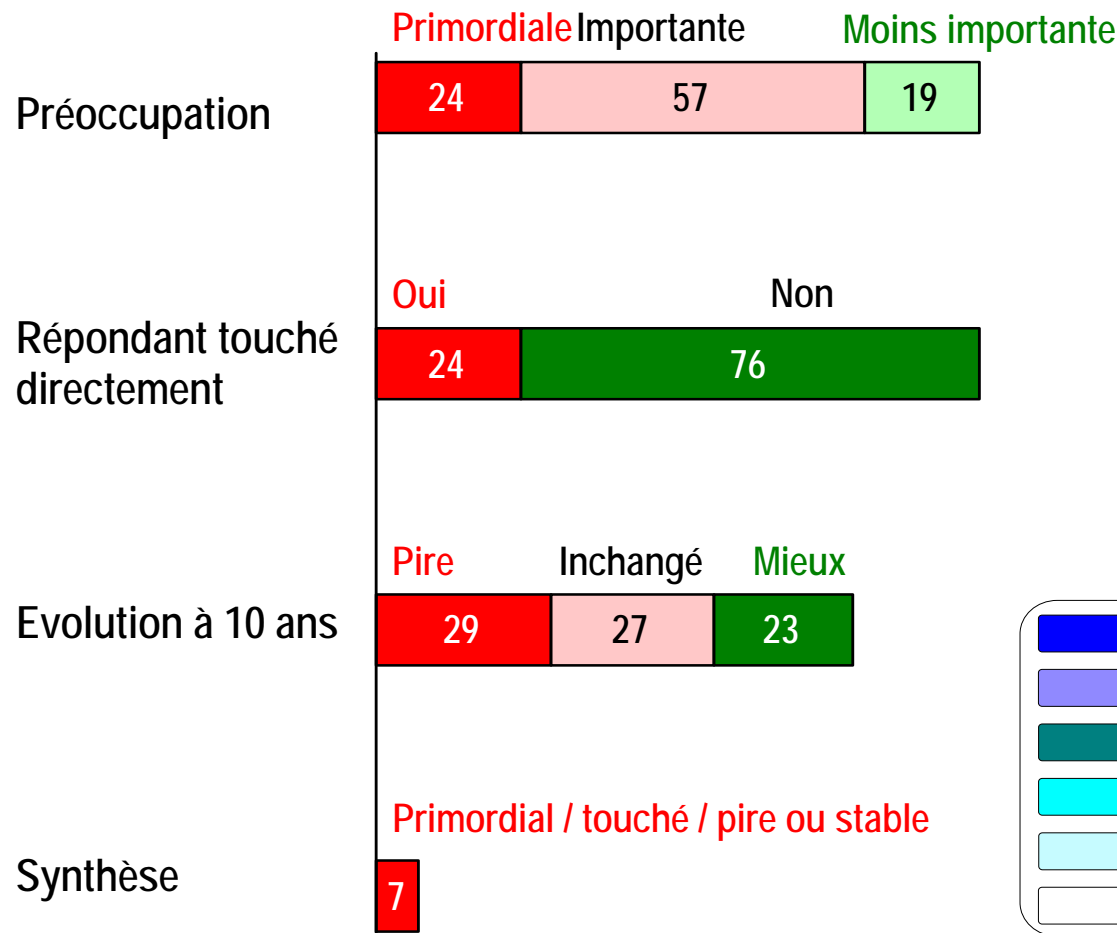 Primordiale Importante Moins importante
Préoccupation 24 57 19
Oui Non
Répondant touché
directement
24 76
Pire Inchangé Mieux
Evolution à 10 ans 29 27 23
Primordial / touché / pire ou stable
Synthèse 7